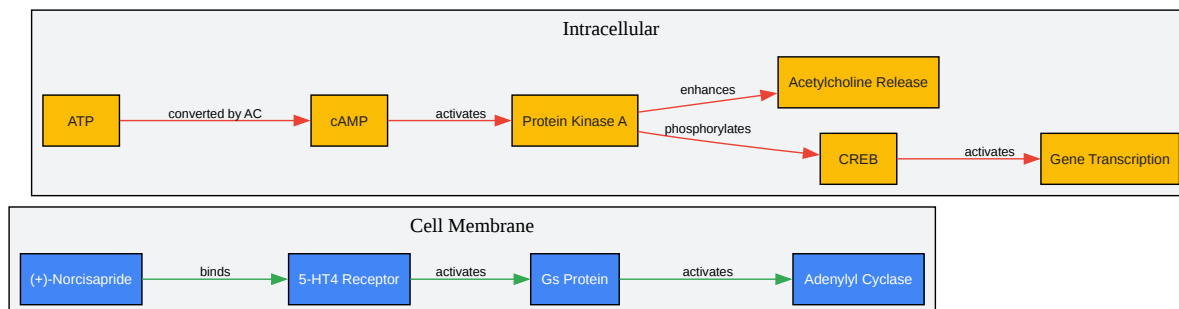 Intracellular
Acetylcholine Release
enhances
ATP
converted by AC
cAMP
activates
Protein Kinase A
phosphorylates
CREB
activates
Gene Transcription
Cell Membrane
(+)-Norcisapride
binds
5-HT4 Receptor
activates
Gs Protein
activates
Adenylyl Cyclase